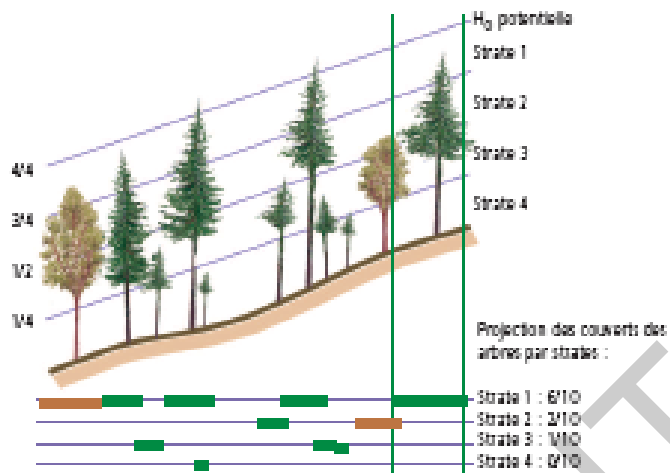 H₀ potentielle
Strate 1
Strate 2
Strate 3
Strate 4
4/4
3/4
1/2
1/4
Projection des couverts des
arbres par strates :
Strate 1 : 6/10
Strate 2 : 2/10
Strate 3 : 1/10
Strate 4 : 0/10